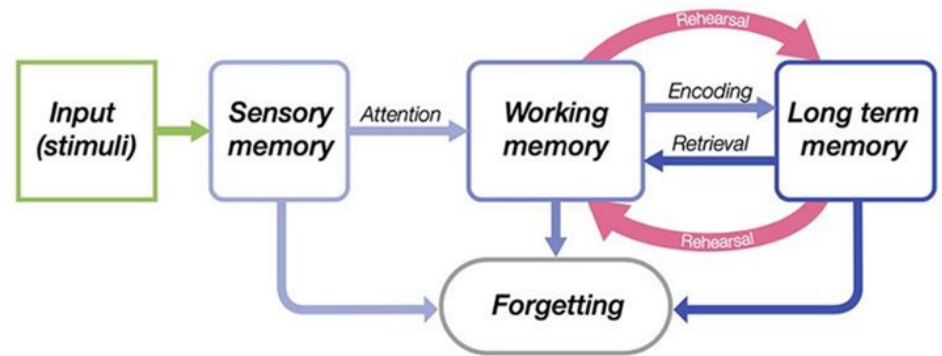 Rehearsal
Input
(stimuli)
Sensory
memory
Attention
Working
memory
Encoding
Retrieval
Long term
memory
Rehearsal
Forgetting